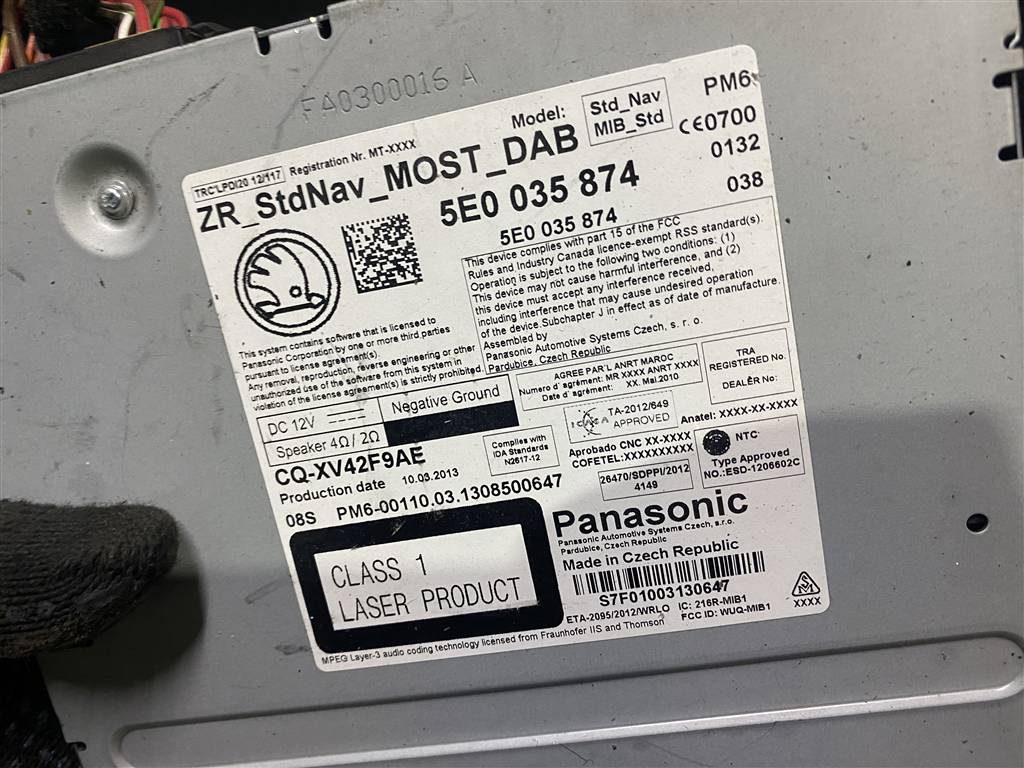 FA0300016 A
TRC'LPDI20 12/117
Registration Nr. MT-XXXX
Model:
Std_Nav
MIB_Std
PM6
ZR_StdNav_MOST_DAB
CE0700
0132
5E0 035 874
038
5E0 035 874
This device complies with part 15 of the FCC
Rules and Industry Canada licence-exempt RSS standard(s).
Operation is subject to the following two conditions: (1)
This device may not cause harmful interference, and (2)
this device must accept any interference received,
including interference that may cause undesired operation
of the device.Subchapter J in effect as of date of manufacture.
Assembled by
Panasonic Automotive Systems Czech, s. r. o.
Pardubice, Czech Republic
This system contains software that is licensed to
Panasonic Corporation by one or more third parties
pursuant to license agreement(s).
Any removal, reproduction, reverse engineering or other
unauthorized use of the software from this system in
violation of the license agreement(s) is strictly prohibited.
AGREE PAR'L ANRT MAROC
Numero d'agrément: MR XXXX ANRT XXXX
Date d'agrément: XX. Mai.2010
TRA
REGISTERED No.
DEALER No:
DC 12V
Negative Ground
Speaker 4Ω / 2Ω
TA-2012/649
APPROVED
Anatel: XXXX-XX-XXXX
CQ-XV42F9AE
Complies with
IDA Standards
N2617-12
Aprobado CNC XX-XXXX
COFETEL:XXXXXXXXXX
NTC
Type Approved
NO.:ESD-1206602C
Production date 10.03.2013
26470/SDPPI/2012
4149
08S PM6-00110.03.1308500647
Panasonic
Panasonic Automotive Systems Czech, s.r.o.
Pardubice, Czech Republic
Made in Czech Republic
CLASS 1
LASER PRODUCT
S7F01003130647
ETA-2095/2012/WRLO
IC: 216R-MIB1
FCC ID: WUQ-MIB1
XXXX
MPEG Layer-3 audio coding technology licensed from Fraunhofer IIS and Thomson